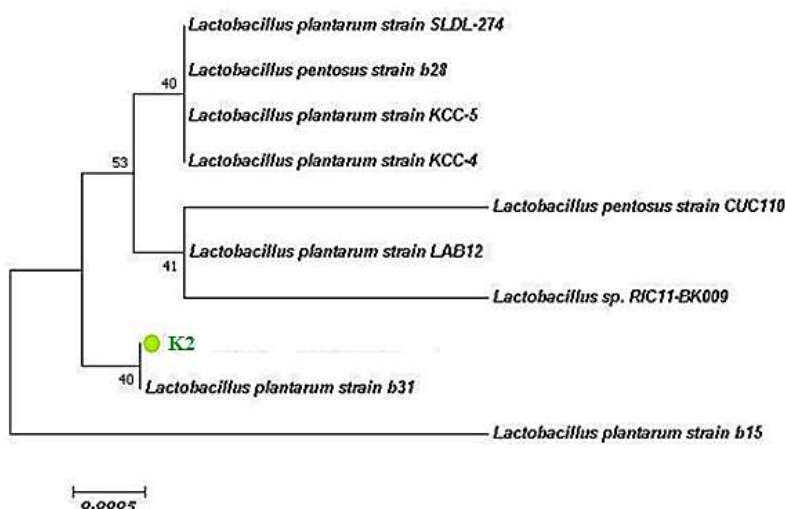 Lactobacillus plantarum strain SLDL-274
Lactobacillus pentosus strain b28
40
Lactobacillus plantarum strain KCC-5
Lactobacillus plantarum strain KCC-4
53
Lactobacillus pentosus strain CUC110
Lactobacillus plantarum strain LAB12
41
Lactobacillus sp. RIC11-BK009
K2
40
Lactobacillus plantarum strain b31
Lactobacillus plantarum strain b15
0.0005